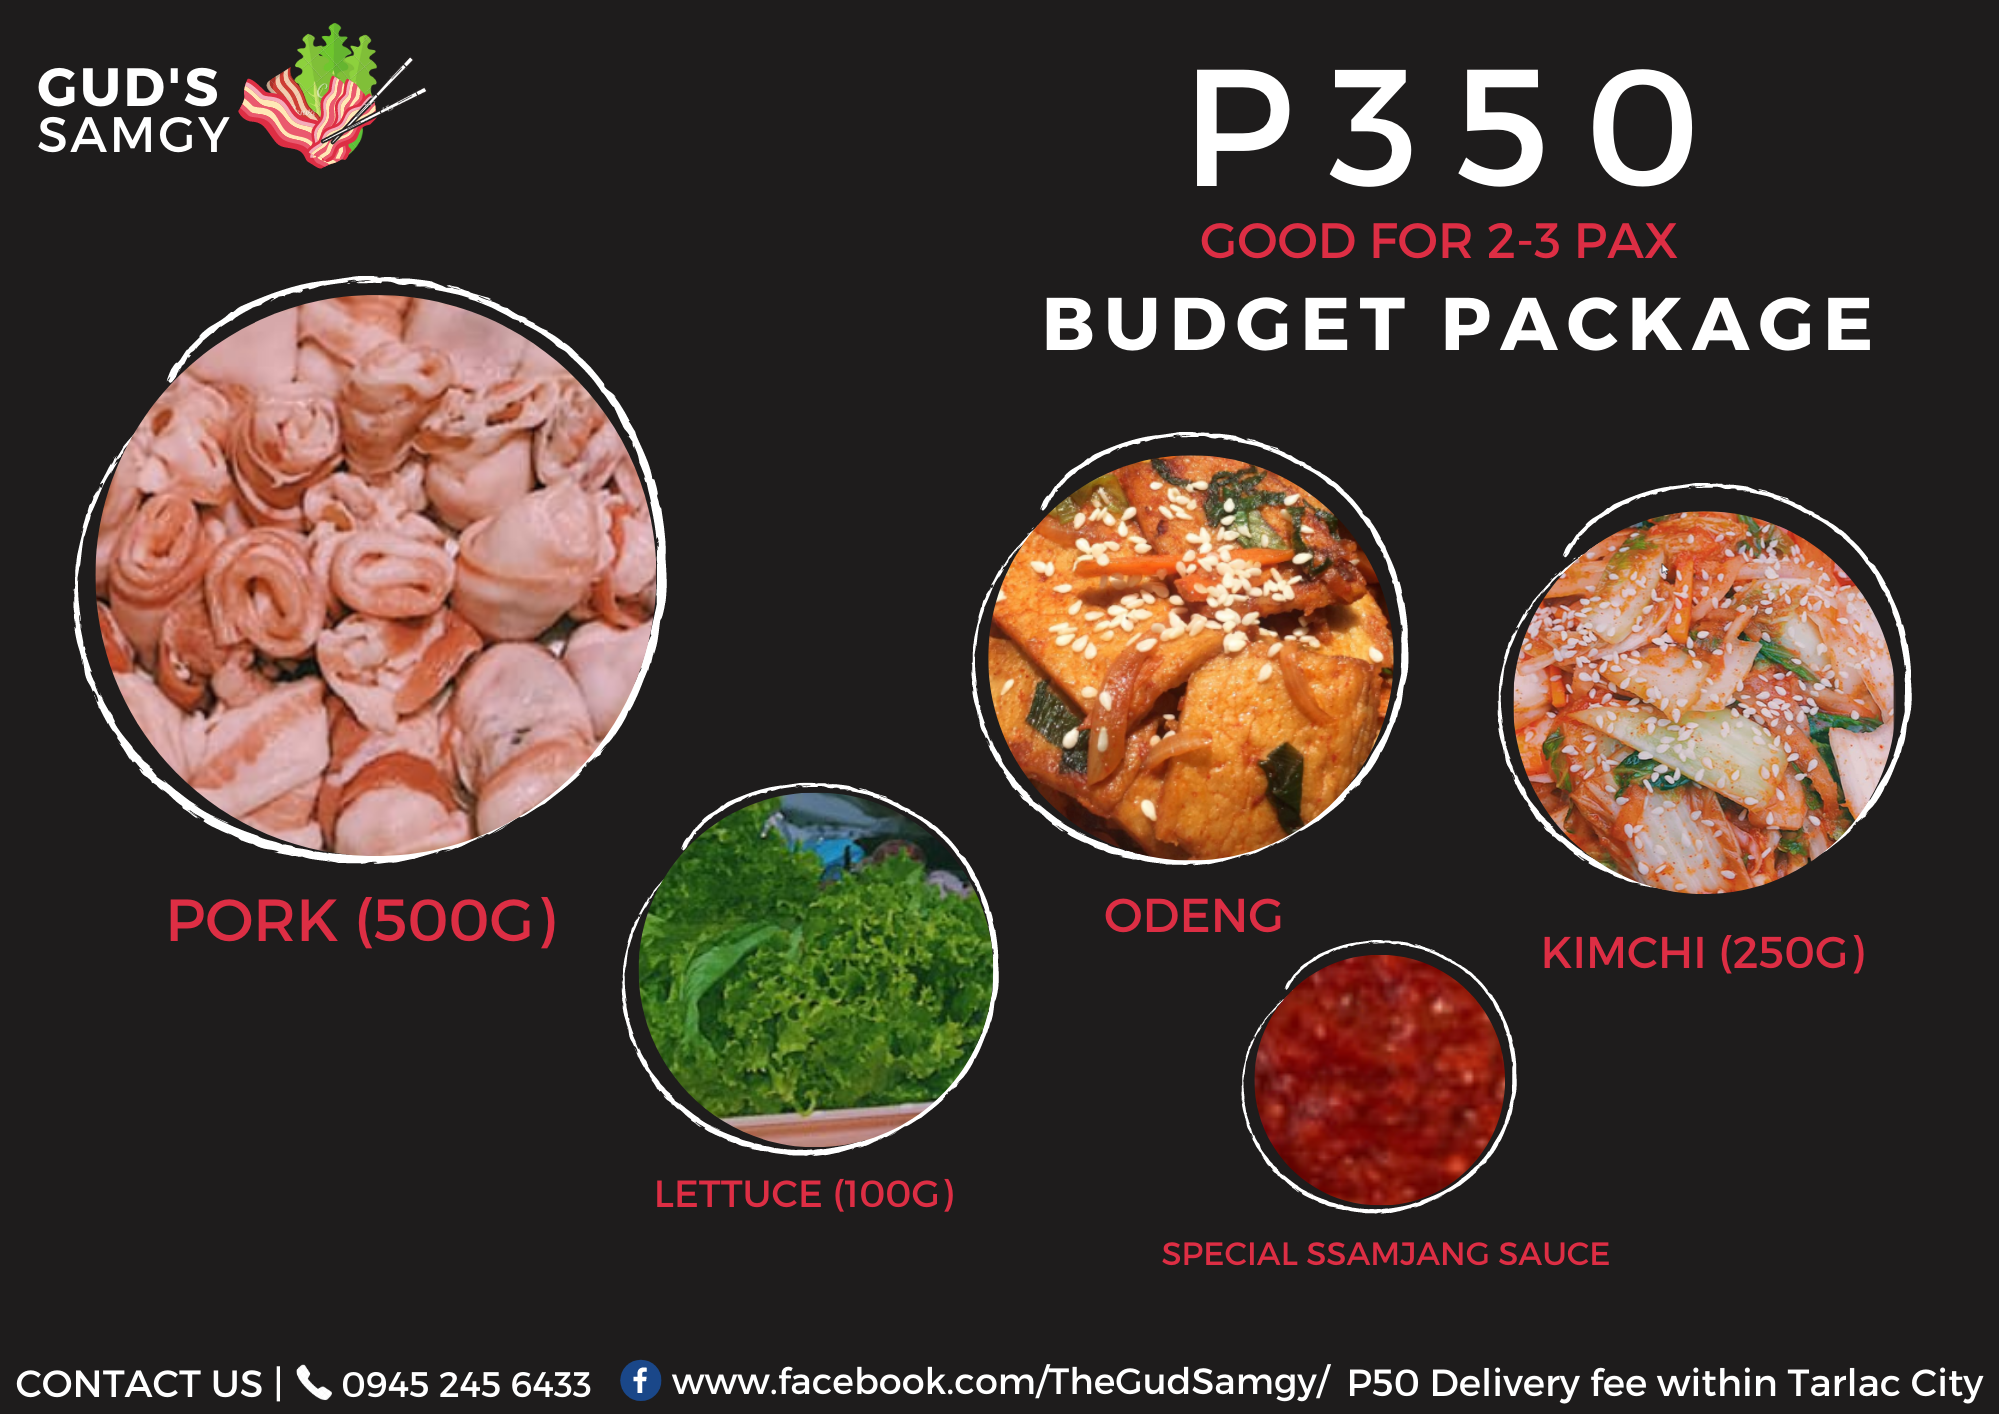 GUD'S
SAMGY
P350
GOOD FOR 2-3 PAX
BUDGET PACKAGE
PORK (500G)
ODENG
KIMCHI (250G)
LETTUCE (100G)
SPECIAL SSAMJANG SAUCE
CONTACT US | 0945 245 6433 www.facebook.com/TheGudSamgy/ P50 Delivery fee within Tarlac City